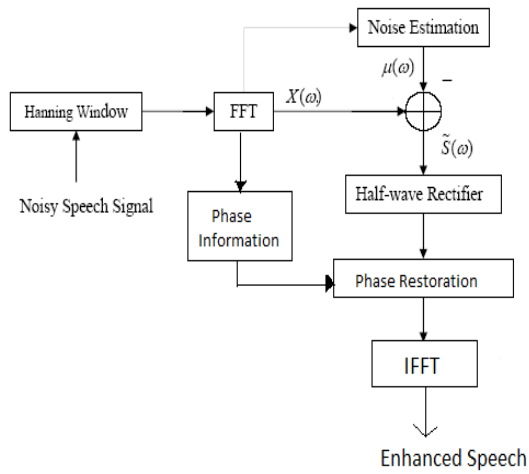 Noise Estimation
μ(ω)
−
Hanning Window
FFT
X(ω)
S̃(ω)
Noisy Speech Signal
Phase
Information
Half-wave Rectifier
Phase Restoration
IFFT
Enhanced Speech